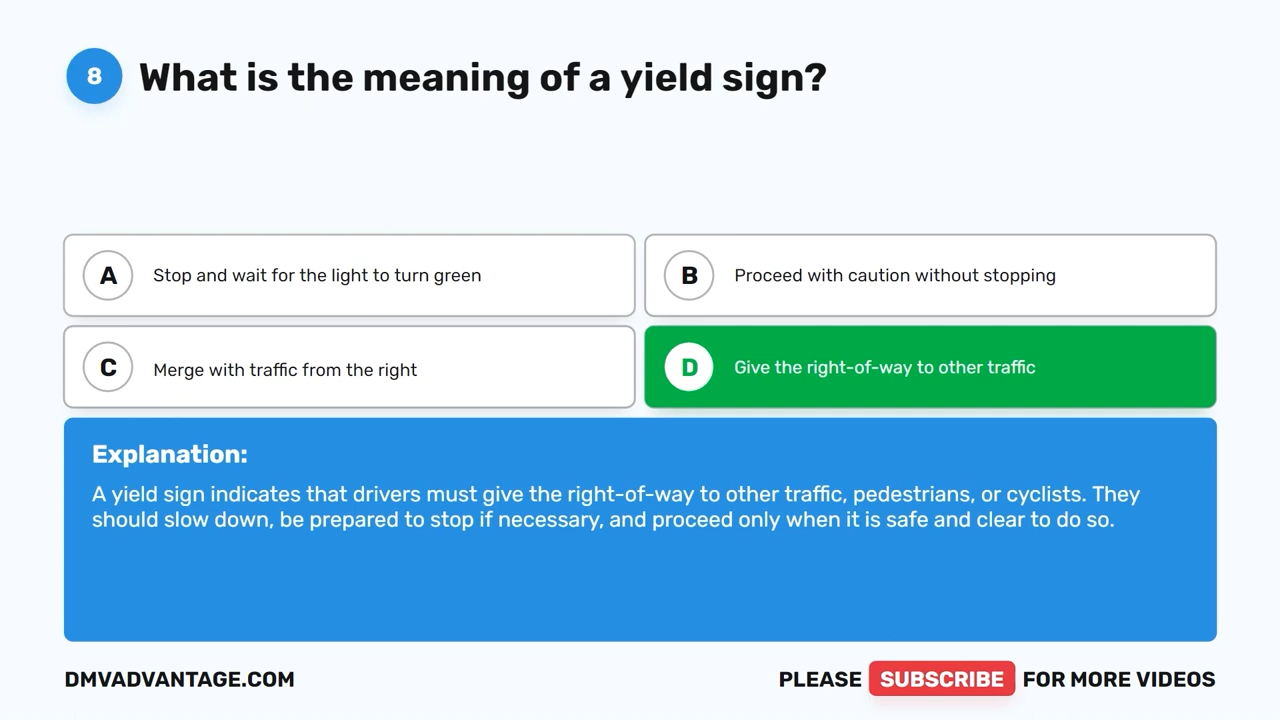 8 What is the meaning of a yield sign?
A Stop and wait for the light to turn green
B Proceed with caution without stopping
C Merge with traffic from the right
D Give the right-of-way to other traffic
Explanation:
A yield sign indicates that drivers must give the right-of-way to other traffic, pedestrians, or cyclists. They
should slow down, be prepared to stop if necessary, and proceed only when it is safe and clear to do so.
DMVADVANTAGE.COM
PLEASE SUBSCRIBE FOR MORE VIDEOS